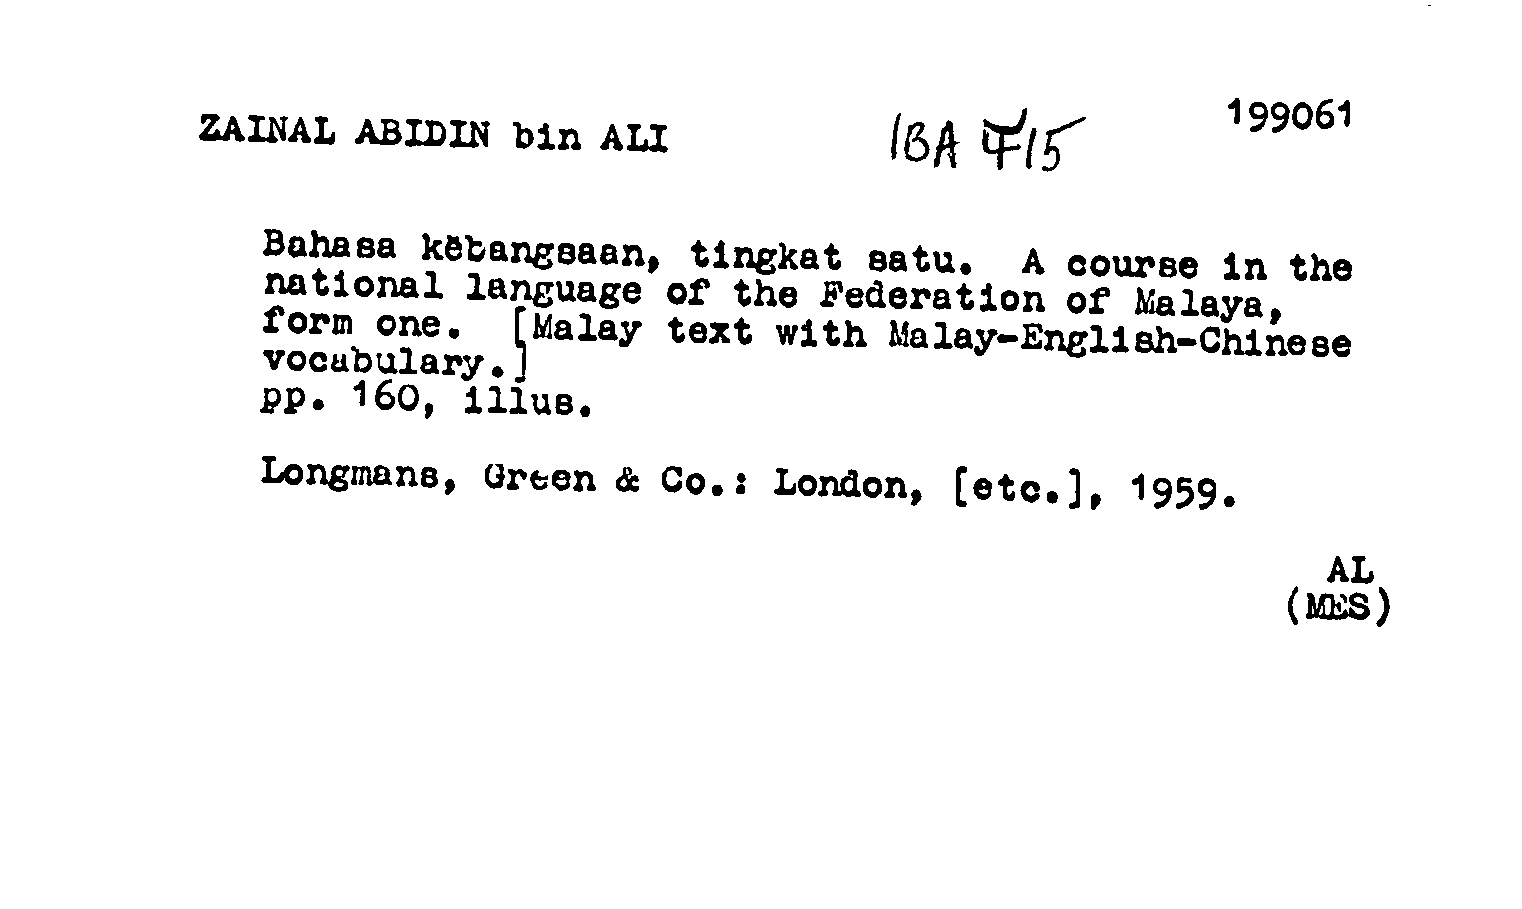 ZAINAL ABIDIN bin ALI
199061
Bahasa kĕbangsaan, tingkat satu. A course in the
national language of the Federation of Malaya,
form one. [Malay text with Malay-English-Chinese
vocabulary.]
pp. 160, illus.
Longmans, Green & Co.: London, [etc.], 1959.
AL
(MES)